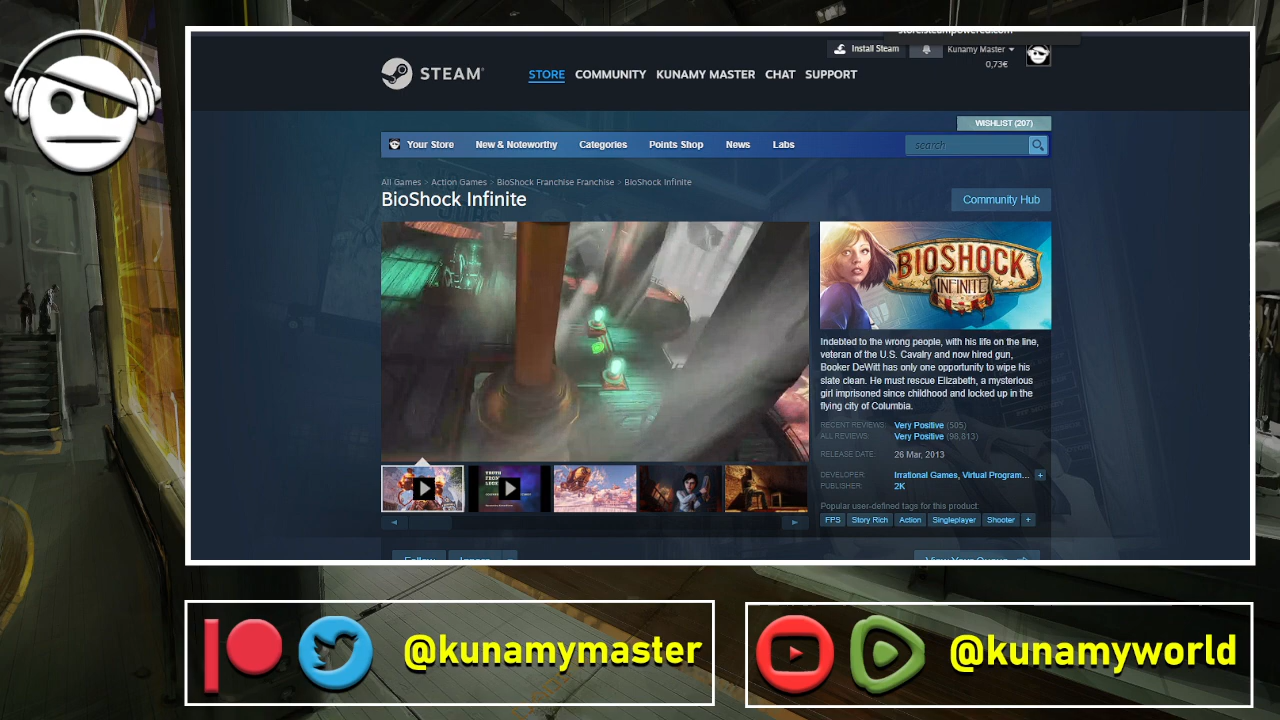 Install Steam
Kunamy Master
0,73€
STEAM
STORE COMMUNITY KUNAMY MASTER CHAT SUPPORT
WISHLIST (207)
Your Store New & Noteworthy Categories Points Shop News Labs
search
All Games > Action Games > BioShock Franchise Franchise > BioShock Infinite
BioShock Infinite
Community Hub
BIOSHOCK
INFINITE
Indebted to the wrong people, with his life on the line,
veteran of the U.S. Cavalry and now hired gun,
Booker DeWitt has only one opportunity to wipe his
slate clean. He must rescue Elizabeth, a mysterious
girl imprisoned since childhood and locked up in the
flying city of Columbia.
RECENT REVIEWS: Very Positive (505)
ALL REVIEWS: Very Positive (98,813)
RELEASE DATE: 26 Mar, 2013
DEVELOPER: Irrational Games, Virtual Program... +
PUBLISHER: 2K
Popular user-defined tags for this product
FPS Story Rich Action Singleplayer Shooter +
@kunamymaster
@kunamyworld